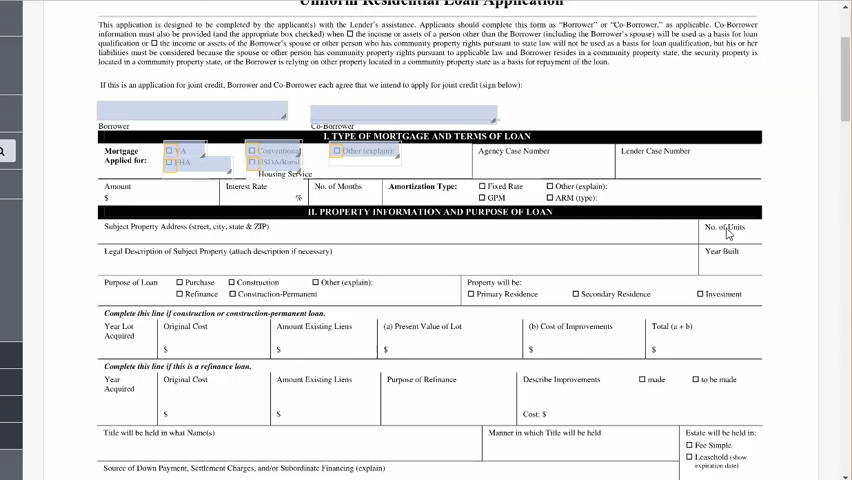 Uniform Residential Loan Application
This application is designed to be completed by the applicant(s) with the Lender's assistance. Applicants should complete this form as "Borrower" or "Co-Borrower," as applicable. Co-Borrower
information must also be provided (and the appropriate box checked) when ☐ the income or assets of a person other than the Borrower (including the Borrower's spouse) will be used as a basis for loan
qualification or ☐ the income or assets of the Borrower's spouse or other person who has community property rights pursuant to state law will not be used as a basis for loan qualification, but his or her
liabilities must be considered because the spouse or other person has community property rights pursuant to applicable law and Borrower resides in a community property state, the security property is
located in a community property state, or the Borrower is relying on other property located in a community property state as a basis for repayment of the loan.
If this is an application for joint credit, Borrower and Co-Borrower each agree that we intend to apply for joint credit (sign below):
Borrower Co-Borrower
I. TYPE OF MORTGAGE AND TERMS OF LOAN
Mortgage ☐ VA ☐ Conventional ☐ Other (explain): Agency Case Number Lender Case Number
Applied for: ☐ FHA ☐ USDA/Rural
Housing Service
Amount Interest Rate No. of Months Amortization Type: ☐ Fixed Rate ☐ Other (explain):
$ % ☐ GPM ☐ ARM (type):
II. PROPERTY INFORMATION AND PURPOSE OF LOAN
Subject Property Address (street, city, state & ZIP) No. of Units
Legal Description of Subject Property (attach description if necessary) Year Built
Purpose of Loan ☐ Purchase ☐ Construction ☐ Other (explain): Property will be:
☐ Refinance ☐ Construction-Permanent ☐ Primary Residence ☐ Secondary Residence ☐ Investment
Complete this line if construction or construction-permanent loan.
Year Lot Original Cost Amount Existing Liens (a) Present Value of Lot (b) Cost of Improvements Total (a + b)
Acquired
$ $ $ $ $
Complete this line if this is a refinance loan.
Year Original Cost Amount Existing Liens Purpose of Refinance Describe Improvements ☐ made ☐ to be made
Acquired
$ $ Cost: $
Title will be held in what Name(s) Manner in which Title will be held Estate will be held in:
☐ Fee Simple
☐ Leasehold (show
expiration date)
Source of Down Payment, Settlement Charges, and/or Subordinate Financing (explain)